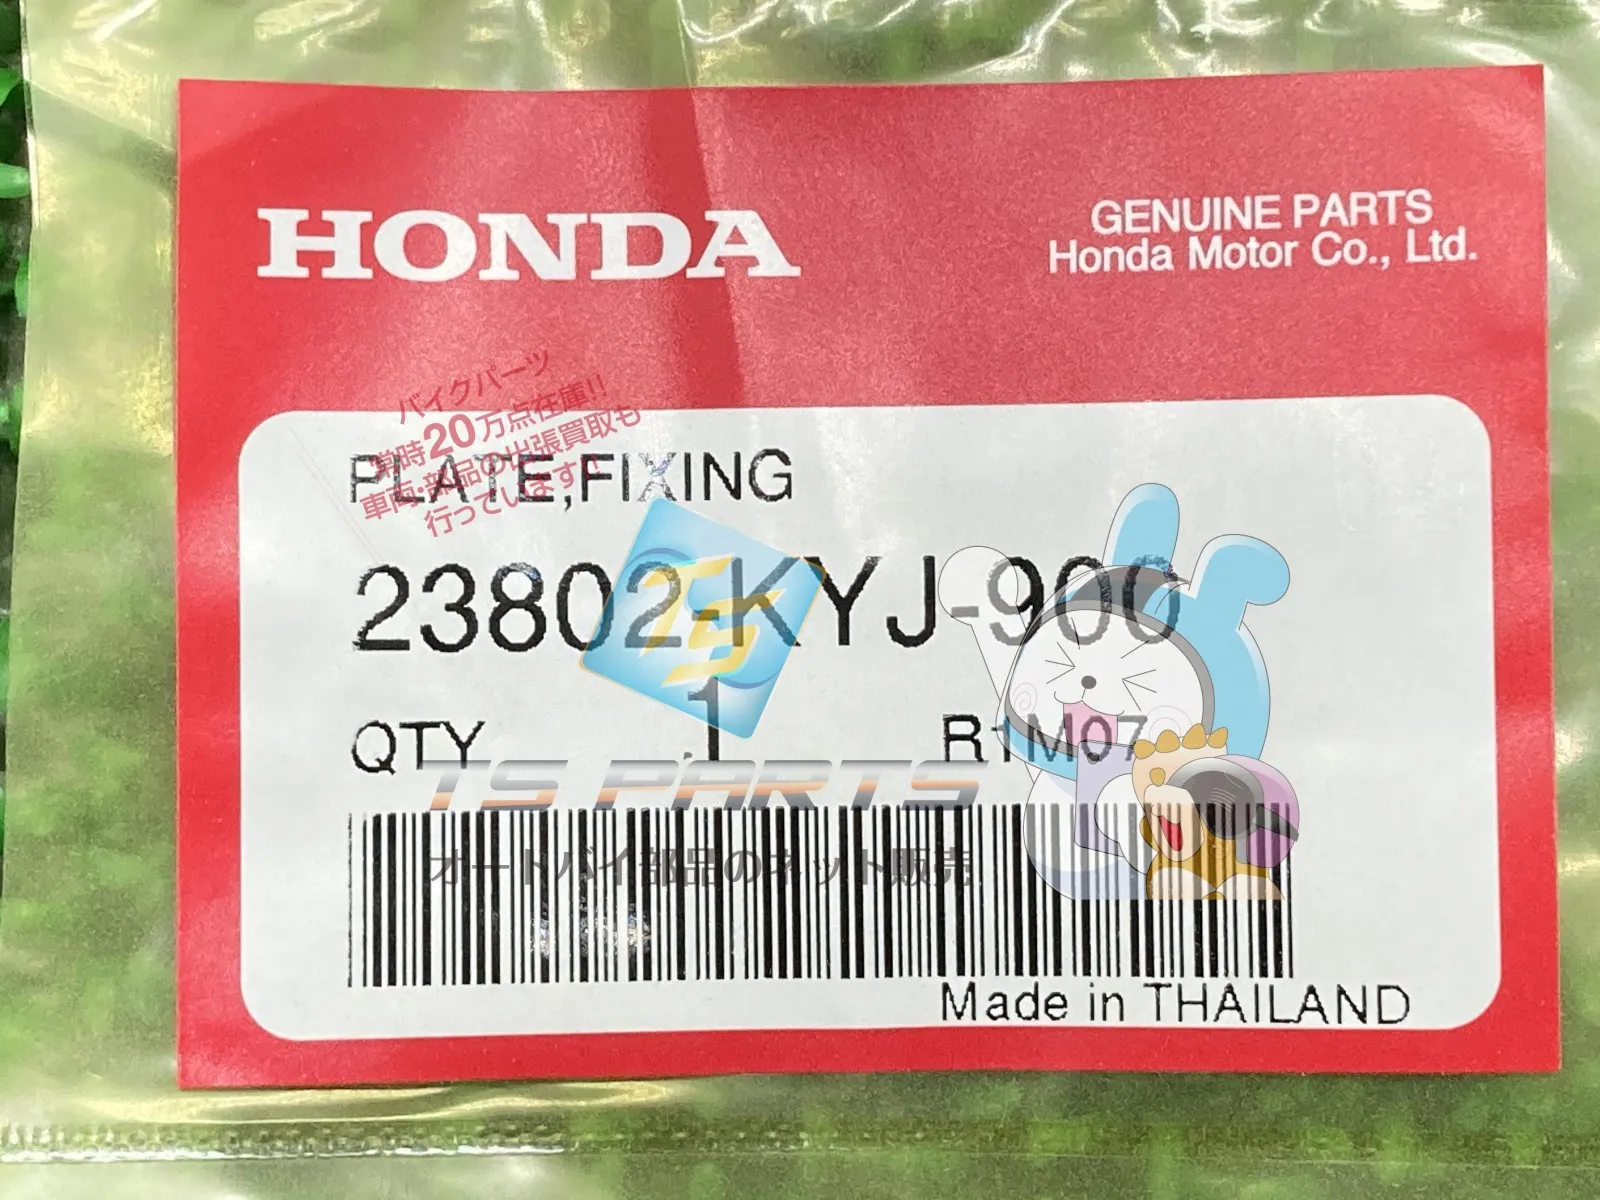 HONDA
GENUINE PARTS
Honda Motor Co., Ltd.
バイクパーツ
常時20万点在庫!!
車両・部品の出張買取も
行っています!!
PLATE,FIXING
23802-KYJ-900
TS
QTY 1 R1M07
TS PARTS
オートバイ部品のネット販売
Made in THAILAND